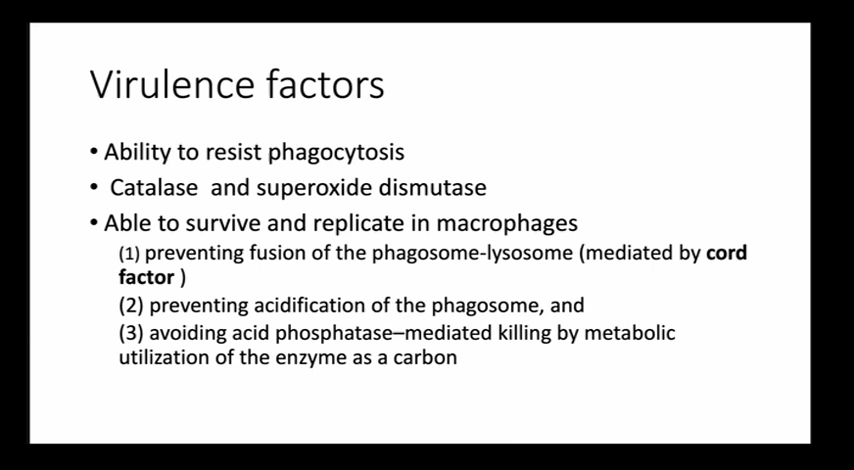 Virulence factors
• Ability to resist phagocytosis
• Catalase and superoxide dismutase
• Able to survive and replicate in macrophages
(1) preventing fusion of the phagosome-lysosome (mediated by cord
factor )
(2) preventing acidification of the phagosome, and
(3) avoiding acid phosphatase–mediated killing by metabolic
utilization of the enzyme as a carbon